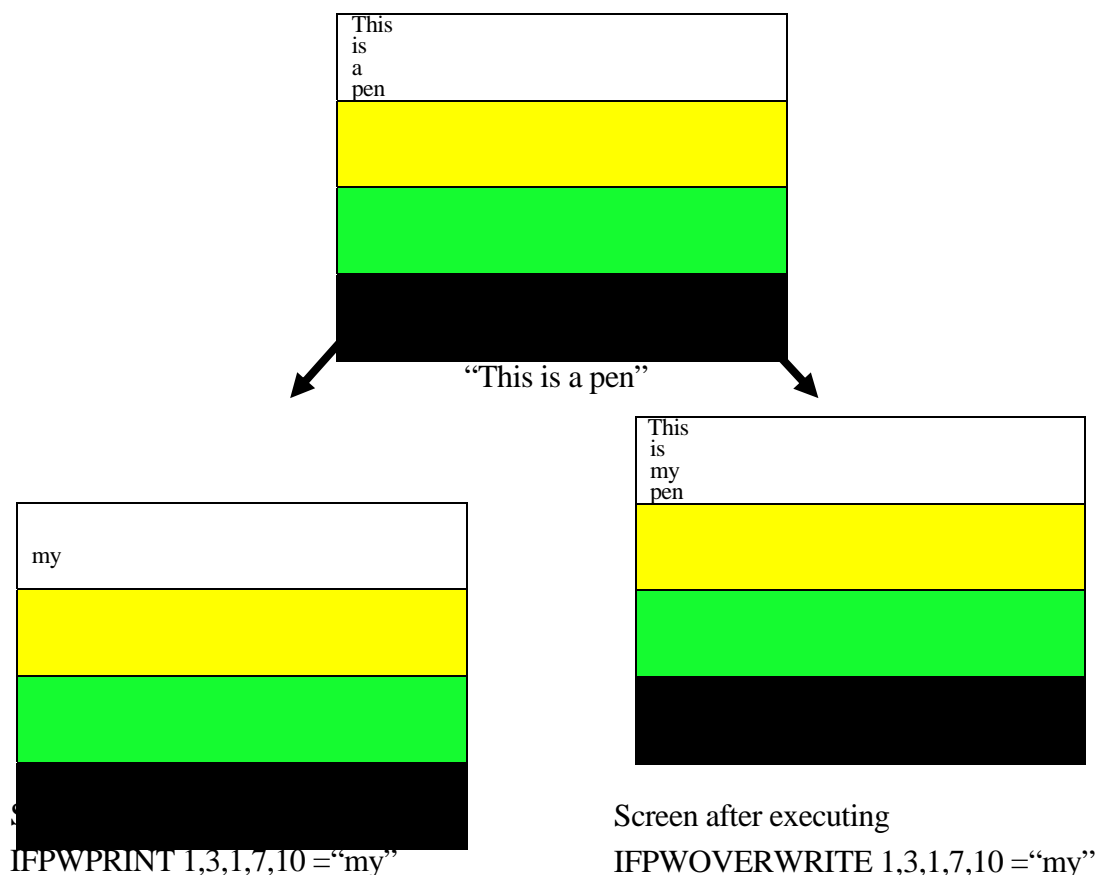 This
is
a
pen
“This is a pen”
my
This
is
my
pen
IFPWPRINT 1,3,1,7,10 =“my”
Screen after executing
IFPWOVERWRITE 1,3,1,7,10 =“my”